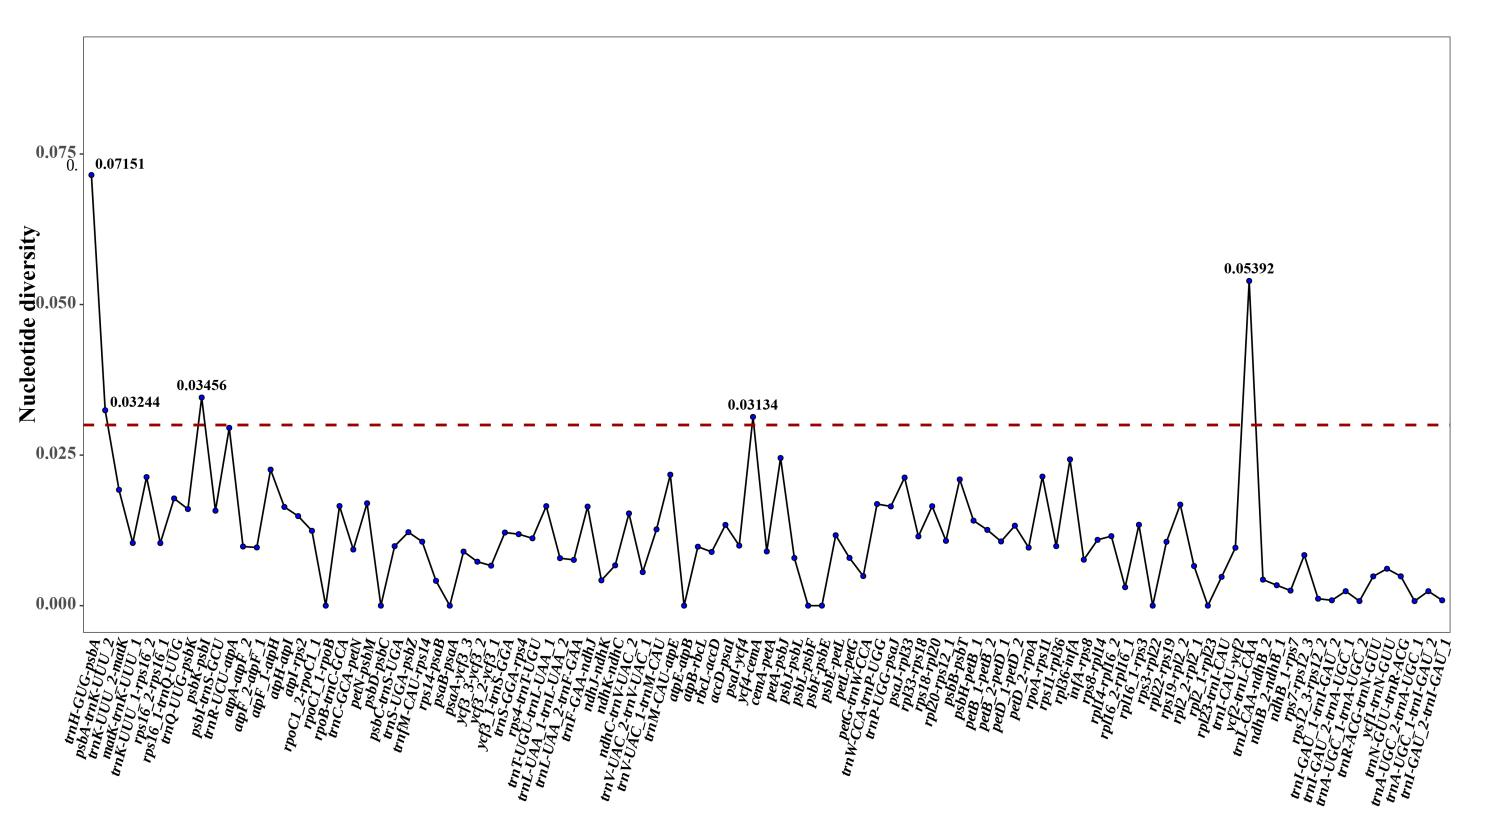 0.075
0.
0.07151
0.05392
0.050
0.03456
0.03244
0.03134
0.025
0.000
Nucleotide diversity
trnH-GUG-psbA
psbA-trnK-UUU_2
trnK-UUU_2-matK
matK-trnK-UUU_1
trnK-UUU_1-rps16_2
rps16_2-rps16_1
rps16_1-trnQ-UUG
trnQ-UUG-psbK
psbK-psbI
psbI-trnS-GCU
trnR-UCU-atpA
atpA-atpF_2
atpF_2-atpF_1
atpF_1-atpH
atpH-atpI
atpI-rps2
rpoC1_2-rpoC1_1
rpoC1_1-rpoB
rpoB-trnC-GCA
trnC-GCA-petN
petN-psbM
psbD-psbC
psbC-trnS-UGA
trnS-UGA-psbZ
trnfM-CAU-rps14
rps14-psaB
psaB-psaA
psaA-ycf3_3
ycf3_3-ycf3_2
ycf3_2-ycf3_1
ycf3_1-trnS-GGA
trnS-GGA-rps4
rps4-trnT-UGU
trnT-UGU-trnL-UAA_1
trnL-UAA_1-trnL-UAA_2
trnL-UAA_2-trnF-GAA
trnF-GAA-ndhJ
ndhJ-ndhK
ndhK-ndhC
ndhC-trnV-UAC_2
trnV-UAC_2-trnV-UAC_1
trnV-UAC_1-trnM-CAU
trnM-CAU-atpE
atpE-atpB
atpB-rbcL
rbcL-accD
accD-psaI
psaI-ycf4
ycf4-cemA
cemA-petA
petA-psbJ
psbJ-psbL
psbL-psbF
psbF-psbE
psbE-petL
petL-petG
petG-trnW-CCA
trnW-CCA-trnP-UGG
trnP-UGG-psaJ
psaJ-rpl33
rpl33-rps18
rps18-rpl20
rpl20-rps12_1
psbB-psbT
psbH-petB_1
petB_1-petB_2
petB_2-petD_1
petD_1-petD_2
petD_2-rpoA
rpoA-rps11
rps11-rpl36
rpl36-infA
infA-rps8
rps8-rpl14
rpl14-rpl16_2
rpl16_2-rpl16_1
rpl16_1-rps3
rps3-rpl22
rpl22-rps19
rps19-rpl2_2
rpl2_2-rpl2_1
rpl2_1-rpl23
rpl23-trnI-CAU
trnI-CAU-ycf2
ycf2-trnL-CAA
trnL-CAA-ndhB_2
ndhB_2-ndhB_1
ndhB_1-rps7
rps7-rps12_3
rps12_3-rps12_2
trnI-GAU_1-trnI-GAU_2
trnI-GAU_2-trnA-UGC_1
trnA-UGC_1-trnA-UGC_2
trnR-ACG-trnN-GUU
ycf1-trnN-GUU
trnN-GUU-trnR-ACG
trnA-UGC_2-trnA-UGC_1
trnA-UGC_1-trnI-GAU_2
trnI-GAU_2-trnI-GAU_1